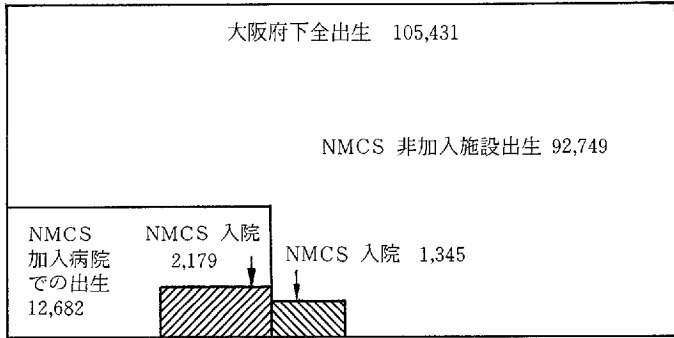 大阪府下全出生 105,431
NMCS 非加入施設出生 92,749
NMCS
加入病院
での出生
12,682
NMCS 入院
2,179
NMCS 入院 1,345